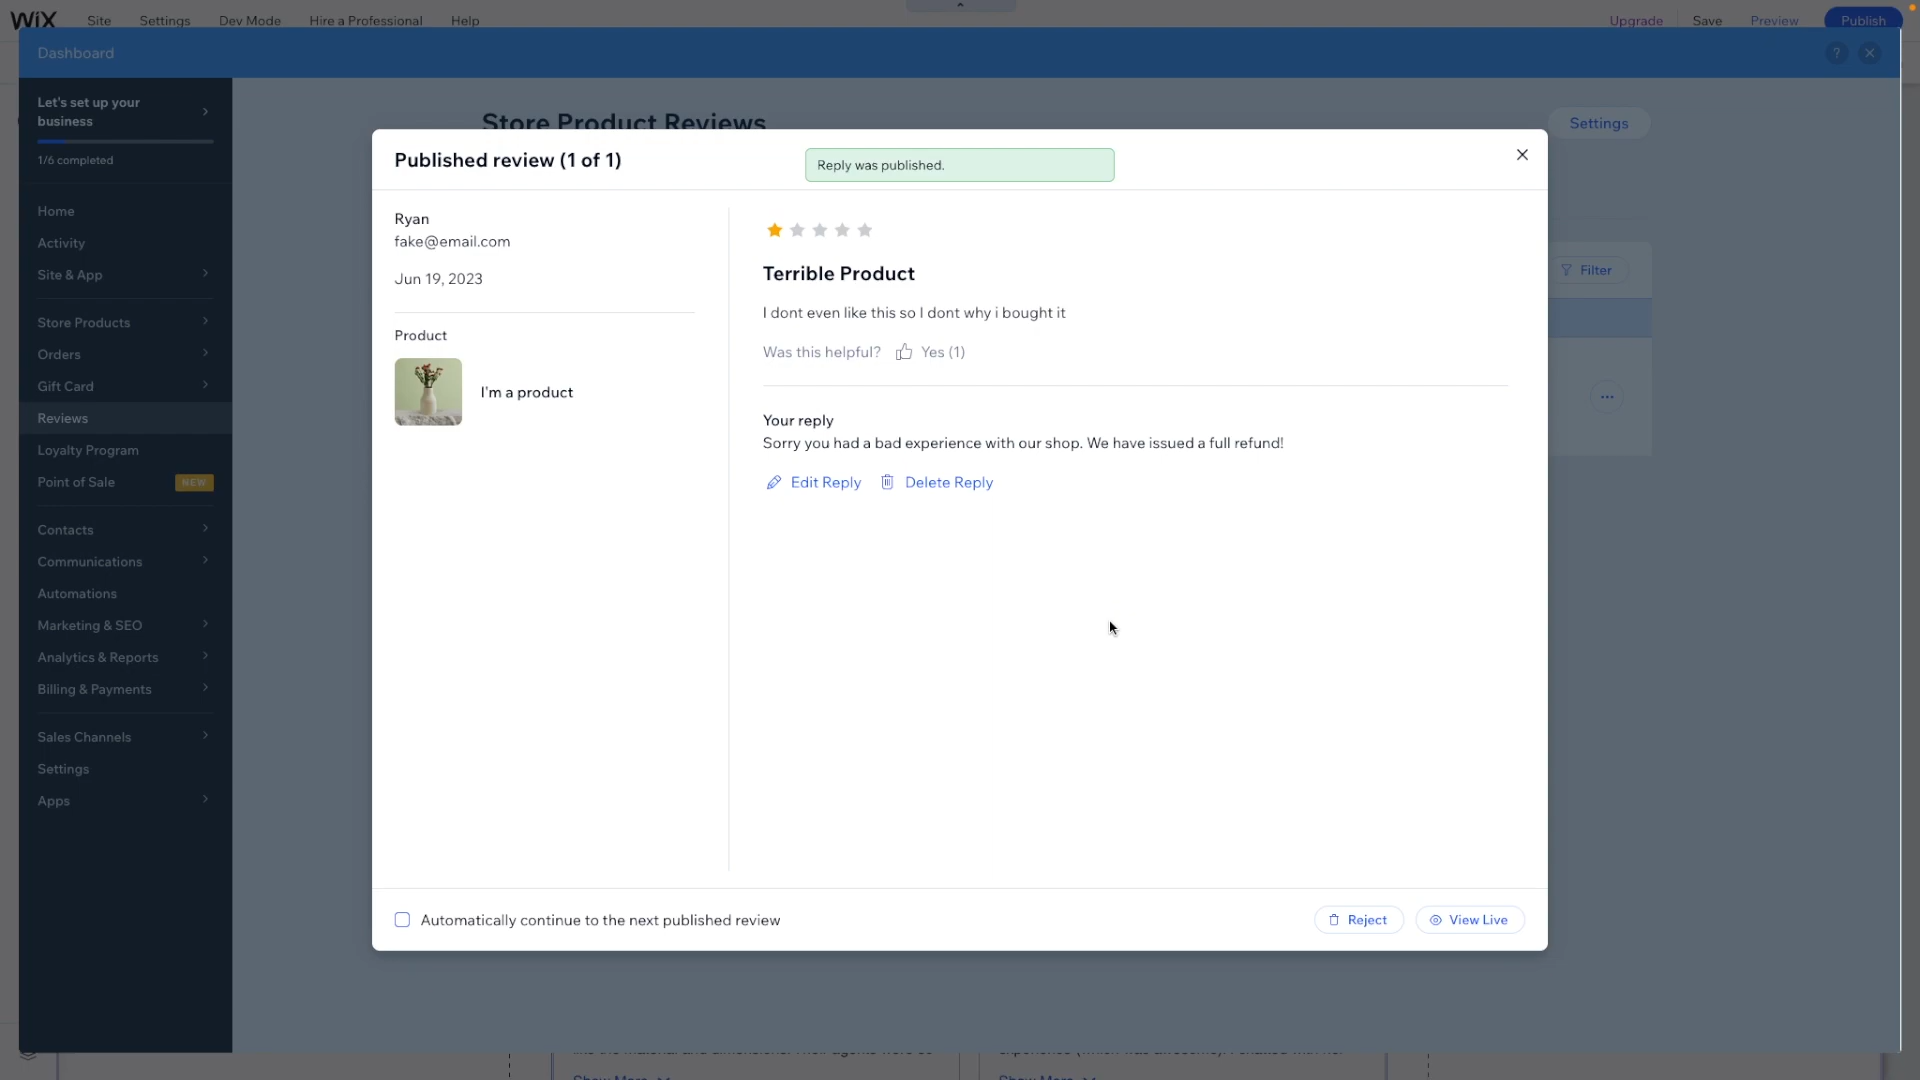 WiX Site Settings Dev Mode Hire a Professional Help Upgrade Save Preview Publish
Dashboard ?
Let's set up your
business
1/6 completed
Home
Activity
Site & App
Store Products
Orders
Gift Card
Reviews
Loyalty Program
Point of Sale NEW
Contacts
Communications
Automations
Marketing & SEO
Analytics & Reports
Billing & Payments
Sales Channels
Settings
Apps
Store Product Reviews
Settings
Filter
Published review (1 of 1)
Reply was published.
Ryan
fake@email.com
Jun 19, 2023
Product
I'm a product
Terrible Product
I dont even like this so I dont why i bought it
Was this helpful? Yes (1)
Your reply
Sorry you had a bad experience with our shop. We have issued a full refund!
Edit Reply Delete Reply
Automatically continue to the next published review
Reject View Live
Show More Show More